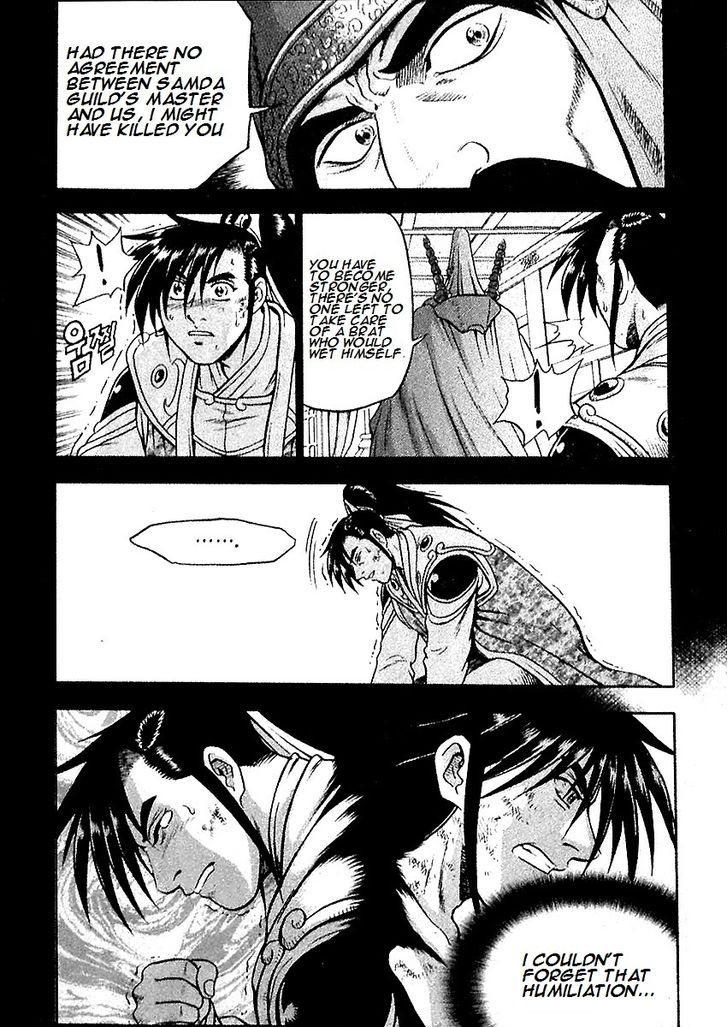 HAD THERE NO
AGREEMENT
BETWEEN SAMDA
GUILD'S MASTER
AND US, I MIGHT
HAVE KILLED YOU
!
움찔
YOU HAVE
TO BECOME
STRONGER,
THERE'S NO
ONE LEFT TO
TAKE CARE
OF A BRAT
WHO WOULD
WET HIMSELF.
!
.......
I COULDN'T
FORGET THAT
HUMILIATION...